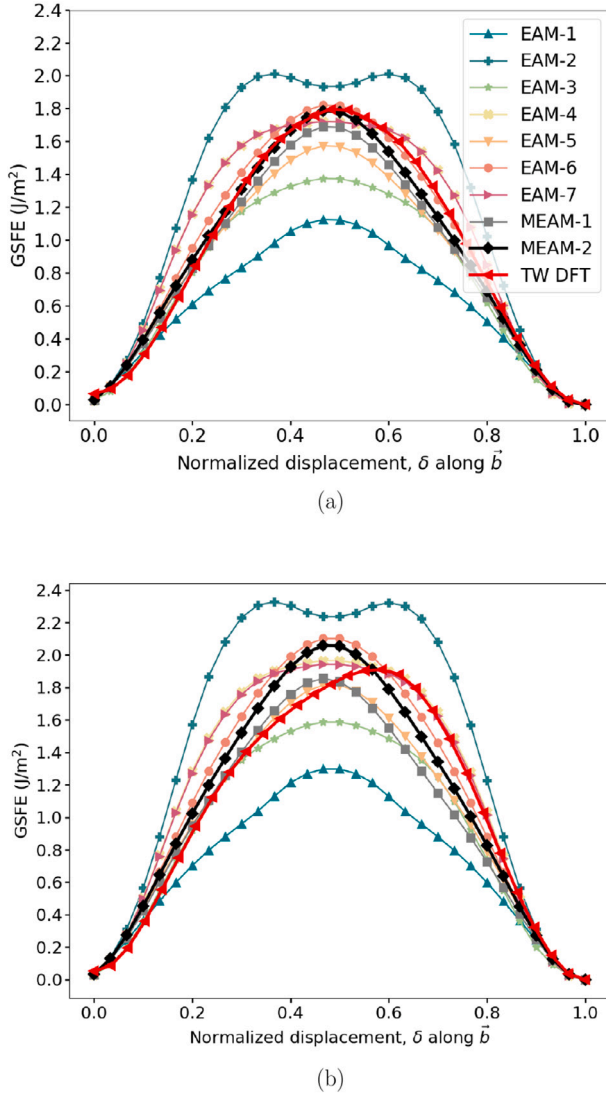 2.4
2.2
2.0
1.8
1.6
1.4
1.2
1.0
0.8
0.6
0.4
0.2
0.0
GSFE (J/m²)
EAM-1
EAM-2
EAM-3
EAM-4
EAM-5
EAM-6
EAM-7
MEAM-1
MEAM-2
TW DFT
0.0 0.2 0.4 0.6 0.8 1.0
Normalized displacement, δ along b⃗
(a)
2.4
2.2
2.0
1.8
1.6
1.4
1.2
1.0
0.8
0.6
0.4
0.2
0.0
GSFE (J/m²)
0.0 0.2 0.4 0.6 0.8 1.0
Normalized displacement, δ along b⃗
(b)